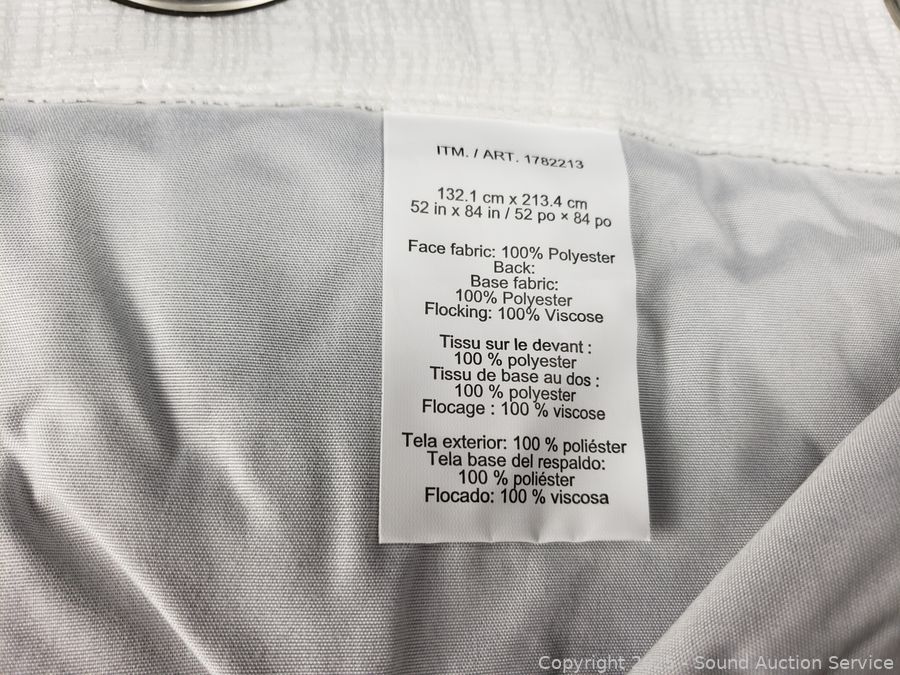 ITM. / ART. 1782213
132.1 cm x 213.4 cm
52 in x 84 in / 52 po × 84 po
Face fabric: 100% Polyester
Back:
Base fabric:
100% Polyester
Flocking: 100% Viscose
Tissu sur le devant :
100 % polyester
Tissu de base au dos :
100 % polyester
Flocage : 100 % viscose
Tela exterior: 100 % poliéster
Tela base del respaldo:
100 % poliéster
Flocado: 100 % viscosa
Copyright - Sound Auction Service